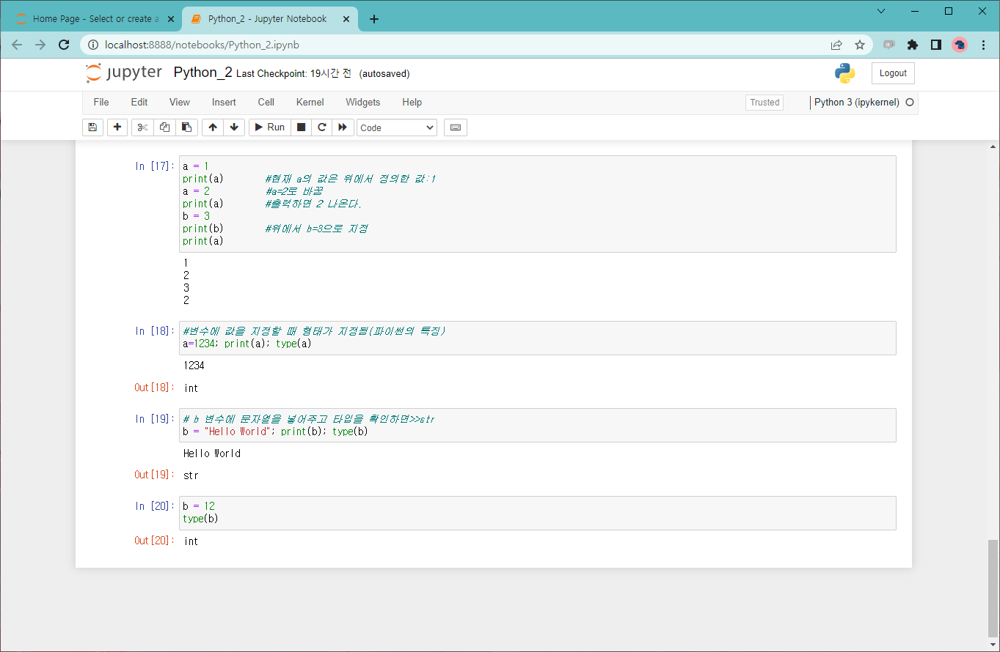 Home Page - Select or create a
Python_2 - Jupyter Notebook
localhost:8888/notebooks/Python_2.ipynb
jupyter Python_2 Last Checkpoint: 19시간 전 (autosaved)
Logout
File Edit View Insert Cell Kernel Widgets Help
Trusted
Python 3 (ipykernel)
Run
Code
In [17]: a = 1
print(a) #현재 a의 값은 위에서 정의한 값:1
a = 2 #a=2로 바꿈
print(a) #출력하면 2 나온다.
b = 3
print(b) #위에서 b=3으로 지정
print(a)
1
2
3
2
In [18]: #변수에 값을 지정할 때 형태가 지정됨(파이썬의 특징)
a=1234; print(a); type(a)
1234
Out[18]: int
In [19]: # b 변수에 문자열을 넣어주고 타입을 확인하면>>str
b = "Hello World"; print(b); type(b)
Hello World
Out[19]: str
In [20]: b = 12
type(b)
Out[20]: int